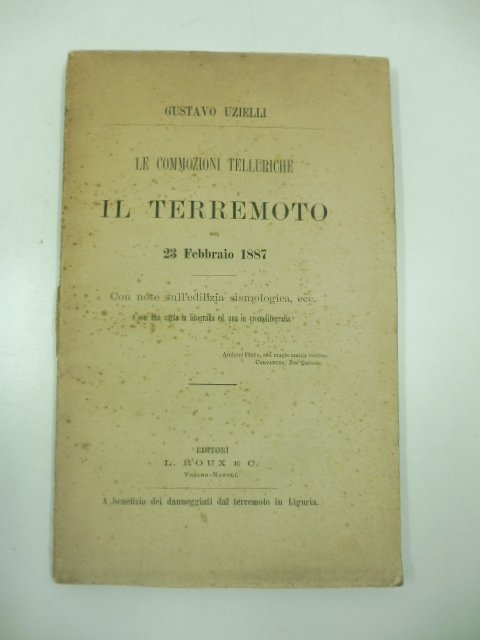 GUSTAVO UZIELLI
LE COMMOZIONI TELLURICHE
IL TERREMOTO
DEL
23 Febbraio 1887
Con note sull'edilizia sismologica, ecc.
e con una carta in litografia ed una in cromolitografia
Amicus Plato, sed magis amica veritas.
CERVANTES, Don Quijote.
EDITORI
L. ROUX E C.
TORINO-NAPOLI.
A benefizio dei danneggiati dal terremoto in Liguria.